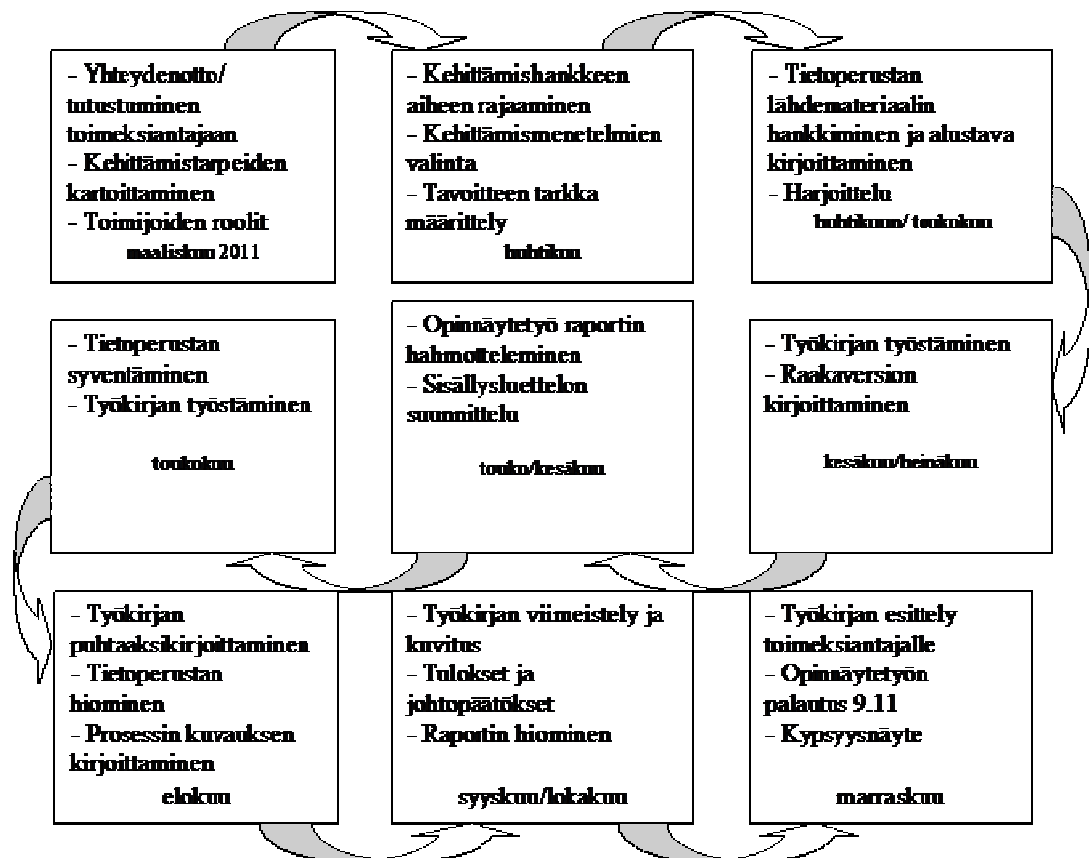 - Yhteydenotto/
tutustuminen
toimeksiantajaan
- Kehittämistarpeiden
kartoittaminen
- Toimijoiden roolit
maaliskuu 2011
- Kehittämishankkeen
aiheen rajaaminen
- Kehittämismenetelmien
valinta
- Tavoitteen tarkka
määrittely
huhtikuu
- Tietoperustan
lähdemateriaalin
hankkiminen ja alustava
kirjoittaminen
- Harjoittelu
huhtikuun/ toukokuu
- Työkirjan työstäminen
- Raakaversion
kirjoittaminen
kesäkuu/heinäkuu
- Opinnäytetyö raportin
hahmotteleminen
- Sisällysluettelon
suunnittelu
touko/kesäkuu
- Tietoperustan
syventäminen
- Työkirjan työstäminen
toukokuu
- Työkirjan
puhtaaksikirjoittaminen
- Tietoperustan
hiominen
- Prosessin kuvauksen
kirjoittaminen
elokuu
- Työkirjan viimeistely ja
kuvitus
- Tulokset ja
johtopäätökset
- Raportin hiominen
syyskuu/lokakuu
- Työkirjan esittely
toimeksiantajalle
- Opinnäytetyön
palautus 9.11
- Kypsyysnäyte
marraskuu